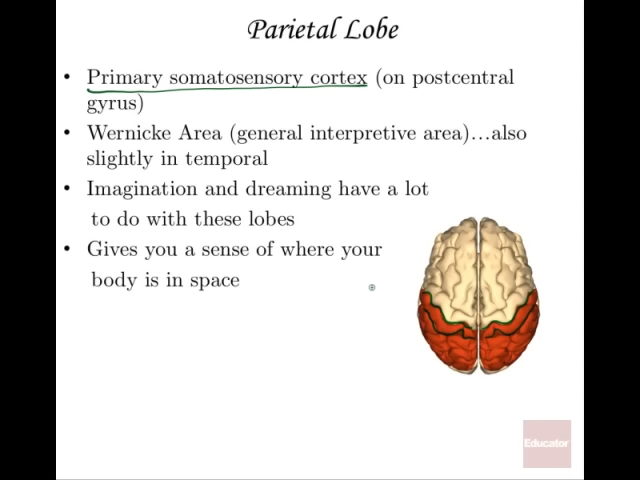 Parietal Lobe
• Primary somatosensory cortex (on postcentral
gyrus)
• Wernicke Area (general interpretive area)...also
slightly in temporal
• Imagination and dreaming have a lot
to do with these lobes
• Gives you a sense of where your
body is in space
Educator